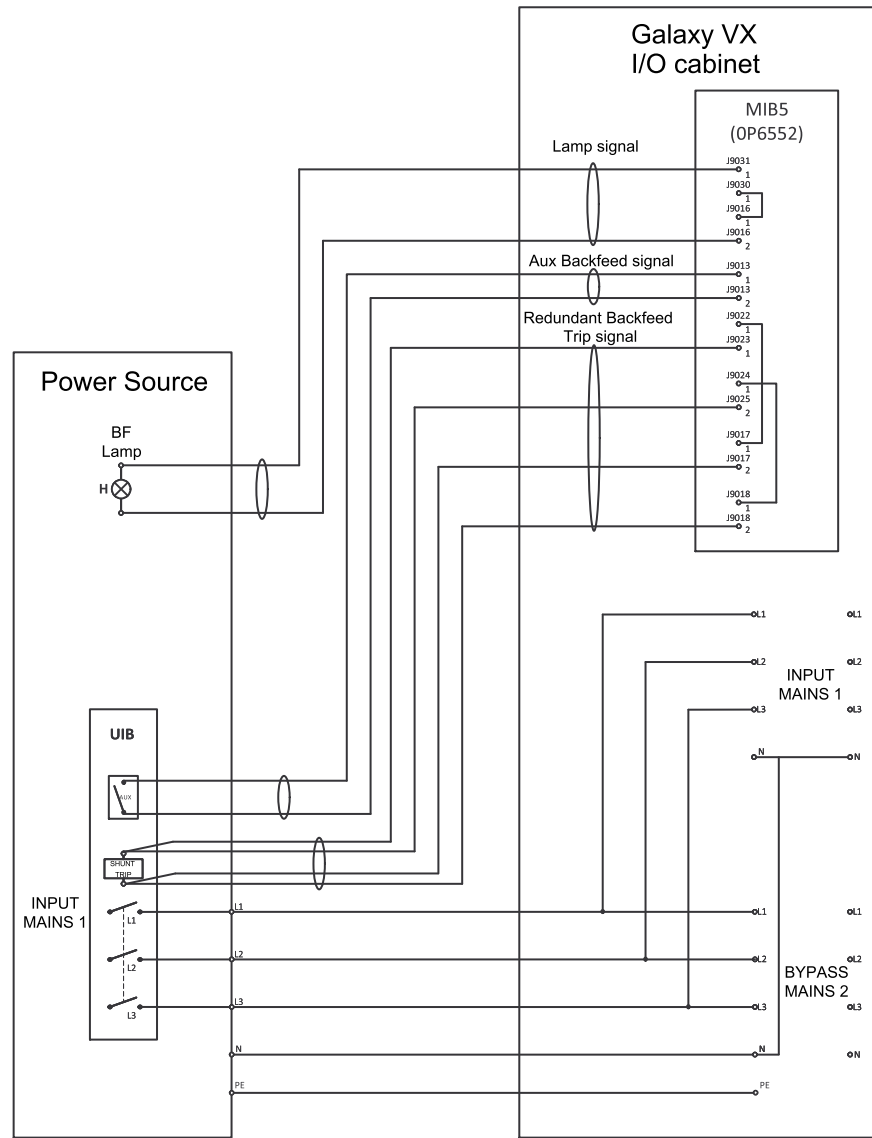 Galaxy VX
I/O cabinet
MIB5
(0P6552)
Lamp signal
J9031
1
J9030
1
J9016
1
J9016
2
Aux Backfeed signal
J9013
1
J9013
2
Redundant Backfeed
Trip signal
J9022
1
J9023
1
J9024
1
J9025
2
J9017
1
J9017
2
J9018
1
J9018
2
Power Source
BF
Lamp
H
L1
L1
L2
L2
INPUT
MAINS 1
L3
L3
N
N
UIB
AUX
SHUNT
TRIP
INPUT
MAINS 1
L1
L1
L1
L1
L2
L2
L2
L2
BYPASS
MAINS 2
L3
L3
L3
L3
N
N
N
PE
PE